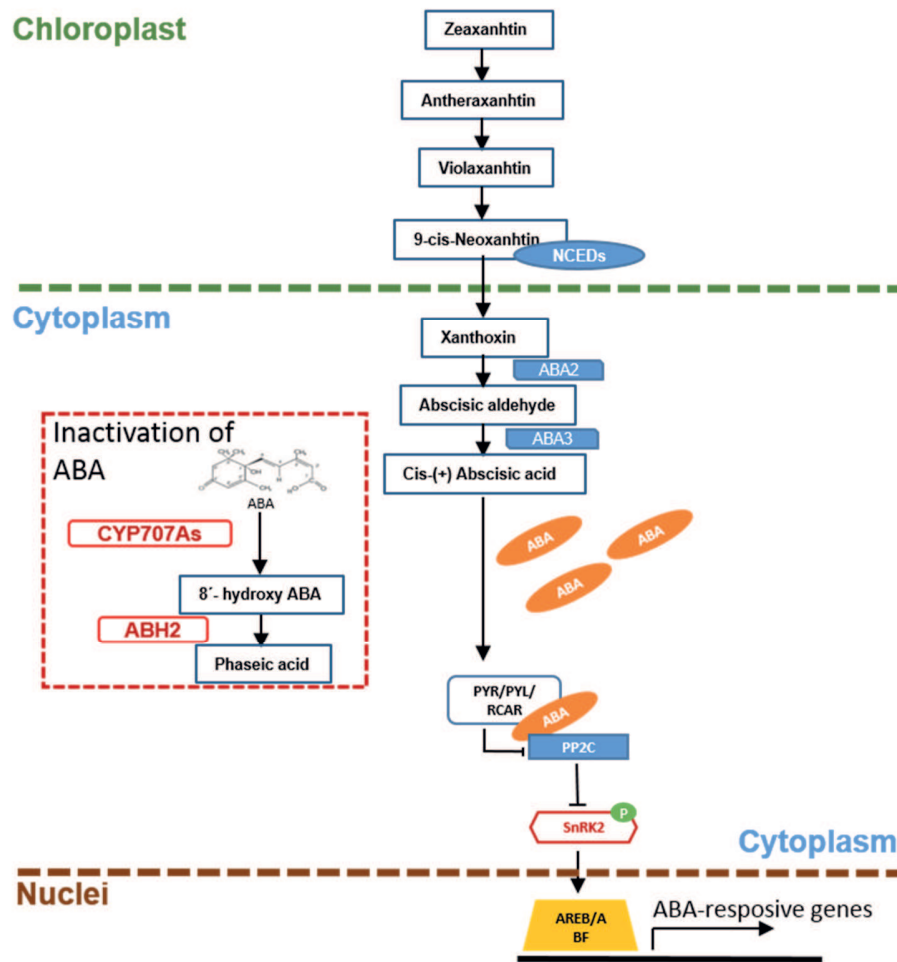 Chloroplast
Zeaxanhtin
Antheraxanhtin
Violaxanhtin
9-cis-Neoxanhtin
NCEDs
Cytoplasm
Xanthoxin
ABA2
Abscisic aldehyde
ABA3
Cis-(+) Abscisic acid
Inactivation of
ABA
ABA
CYP707As
8´- hydroxy ABA
ABH2
Phaseic acid
ABA
ABA
ABA
PYR/PYL/
RCAR
ABA
PP2C
P
SnRK2
Cytoplasm
Nuclei
AREB/A
BF
ABA-resposive genes